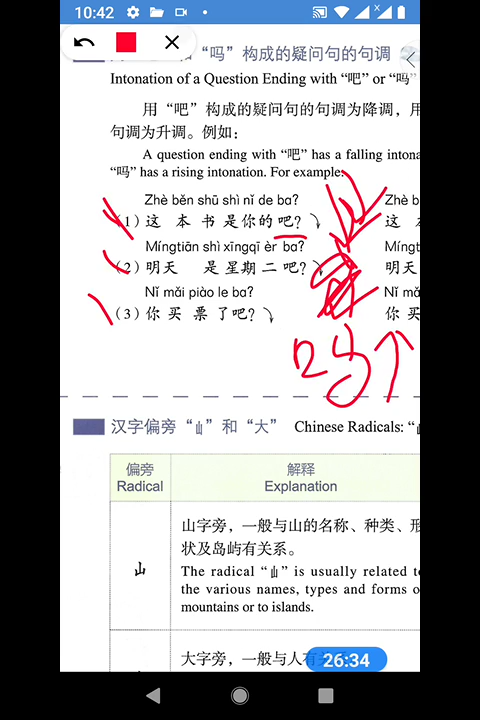 10:42
和 “吗” 构成的疑问句的句调
Intonation of a Question Ending with “吧” or “吗”
用 “吧” 构成的疑问句的句调为降调，用
句调为升调。例如：
A question ending with “吧” has a falling intona
“吗” has a rising intonation. For example:
Zhè běn shū shì nǐ de ba? Zhè b
（1）这 本 书 是 你的 吧？ 这 本
Míngtiān shì xīngqī èr ba? Míngt
（2）明天 是 星期 二 吧？ 明天
Nǐ mǎi piào le ba? Nǐ mǎ
（3）你 买 票 了 吧？ 你 买
吗
汉字偏旁 “山” 和 “大” Chinese Radicals: “山
偏旁 解释
Radical Explanation
山字旁，一般与山的名称、种类、形
状及岛屿有关系。
山
The radical “山” is usually related to
the various names, types and forms o
mountains or to islands.
大字旁，一般与人有
26:34